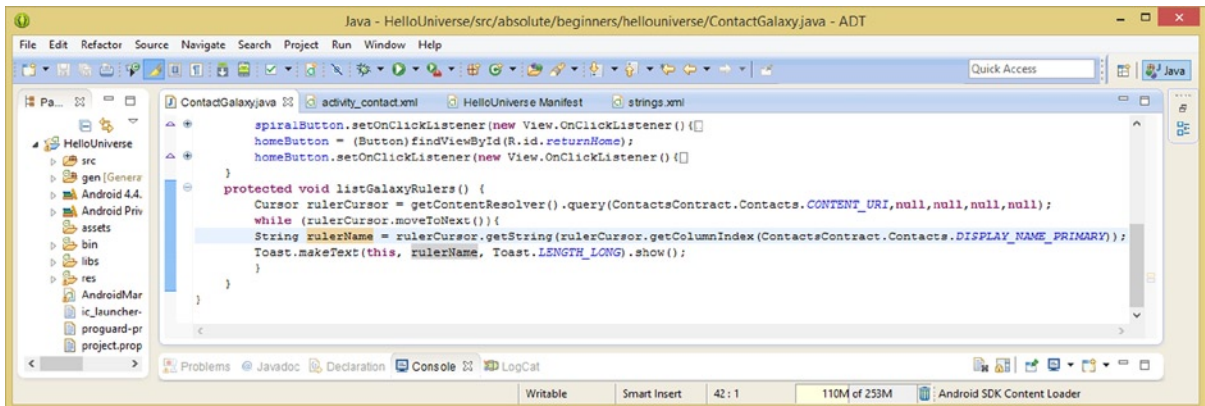 Java - HelloUniverse/src/absolute/beginners/hellouniverse/ContactGalaxy.java - ADT
File Edit Refactor Source Navigate Search Project Run Window Help
Quick Access Java
Pa... ContactGalaxy.java activity_contact.xml HelloUniverse Manifest strings.xml
HelloUniverse
src
gen [Genera
Android 4.4.
Android Priv
assets
bin
libs
res
AndroidMar
ic_launcher-
proguard-pr
project.prop
spiralButton.setOnClickListener(new View.OnClickListener(){
homeButton = (Button)findViewById(R.id.returnHome);
homeButton.setOnClickListener(new View.OnClickListener(){
}
protected void listGalaxyRulers() {
Cursor rulerCursor = getContentResolver().query(ContactsContract.Contacts.CONTENT_URI,null,null,null,null);
while (rulerCursor.moveToNext()){
String rulerName = rulerCursor.getString(rulerCursor.getColumnIndex(ContactsContract.Contacts.DISPLAY_NAME_PRIMARY));
Toast.makeText(this, rulerName, Toast.LENGTH_LONG).show();
}
}
}
Problems @ Javadoc Declaration Console LogCat
Writable Smart Insert 42 : 1 110M of 253M Android SDK Content Loader